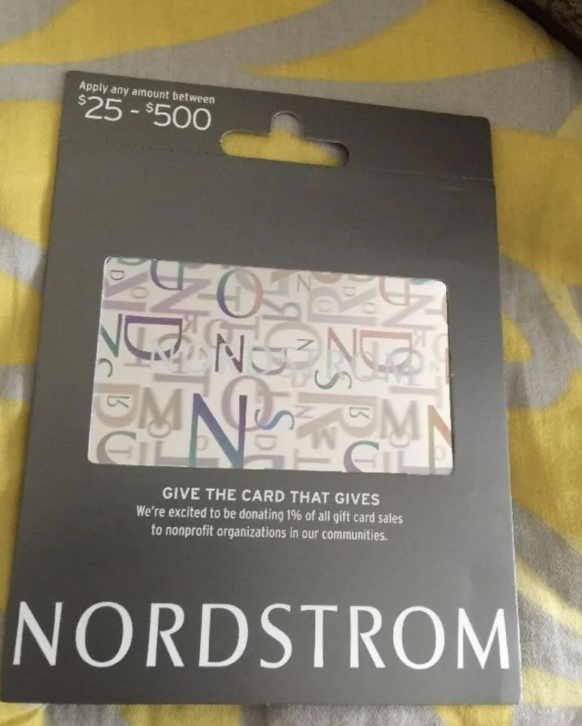 Apply any amount between
$25 - $500
NORDSTROM
GIVE THE CARD THAT GIVES
We're excited to be donating 1% of all gift card sales
to nonprofit organizations in our communities.
NORDSTROM